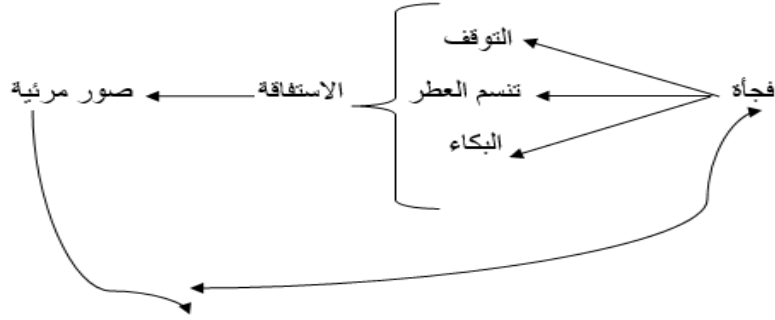 فجأة
التوقف
تنسم العطر
البكاء
الاستفاقة
صور مرئية